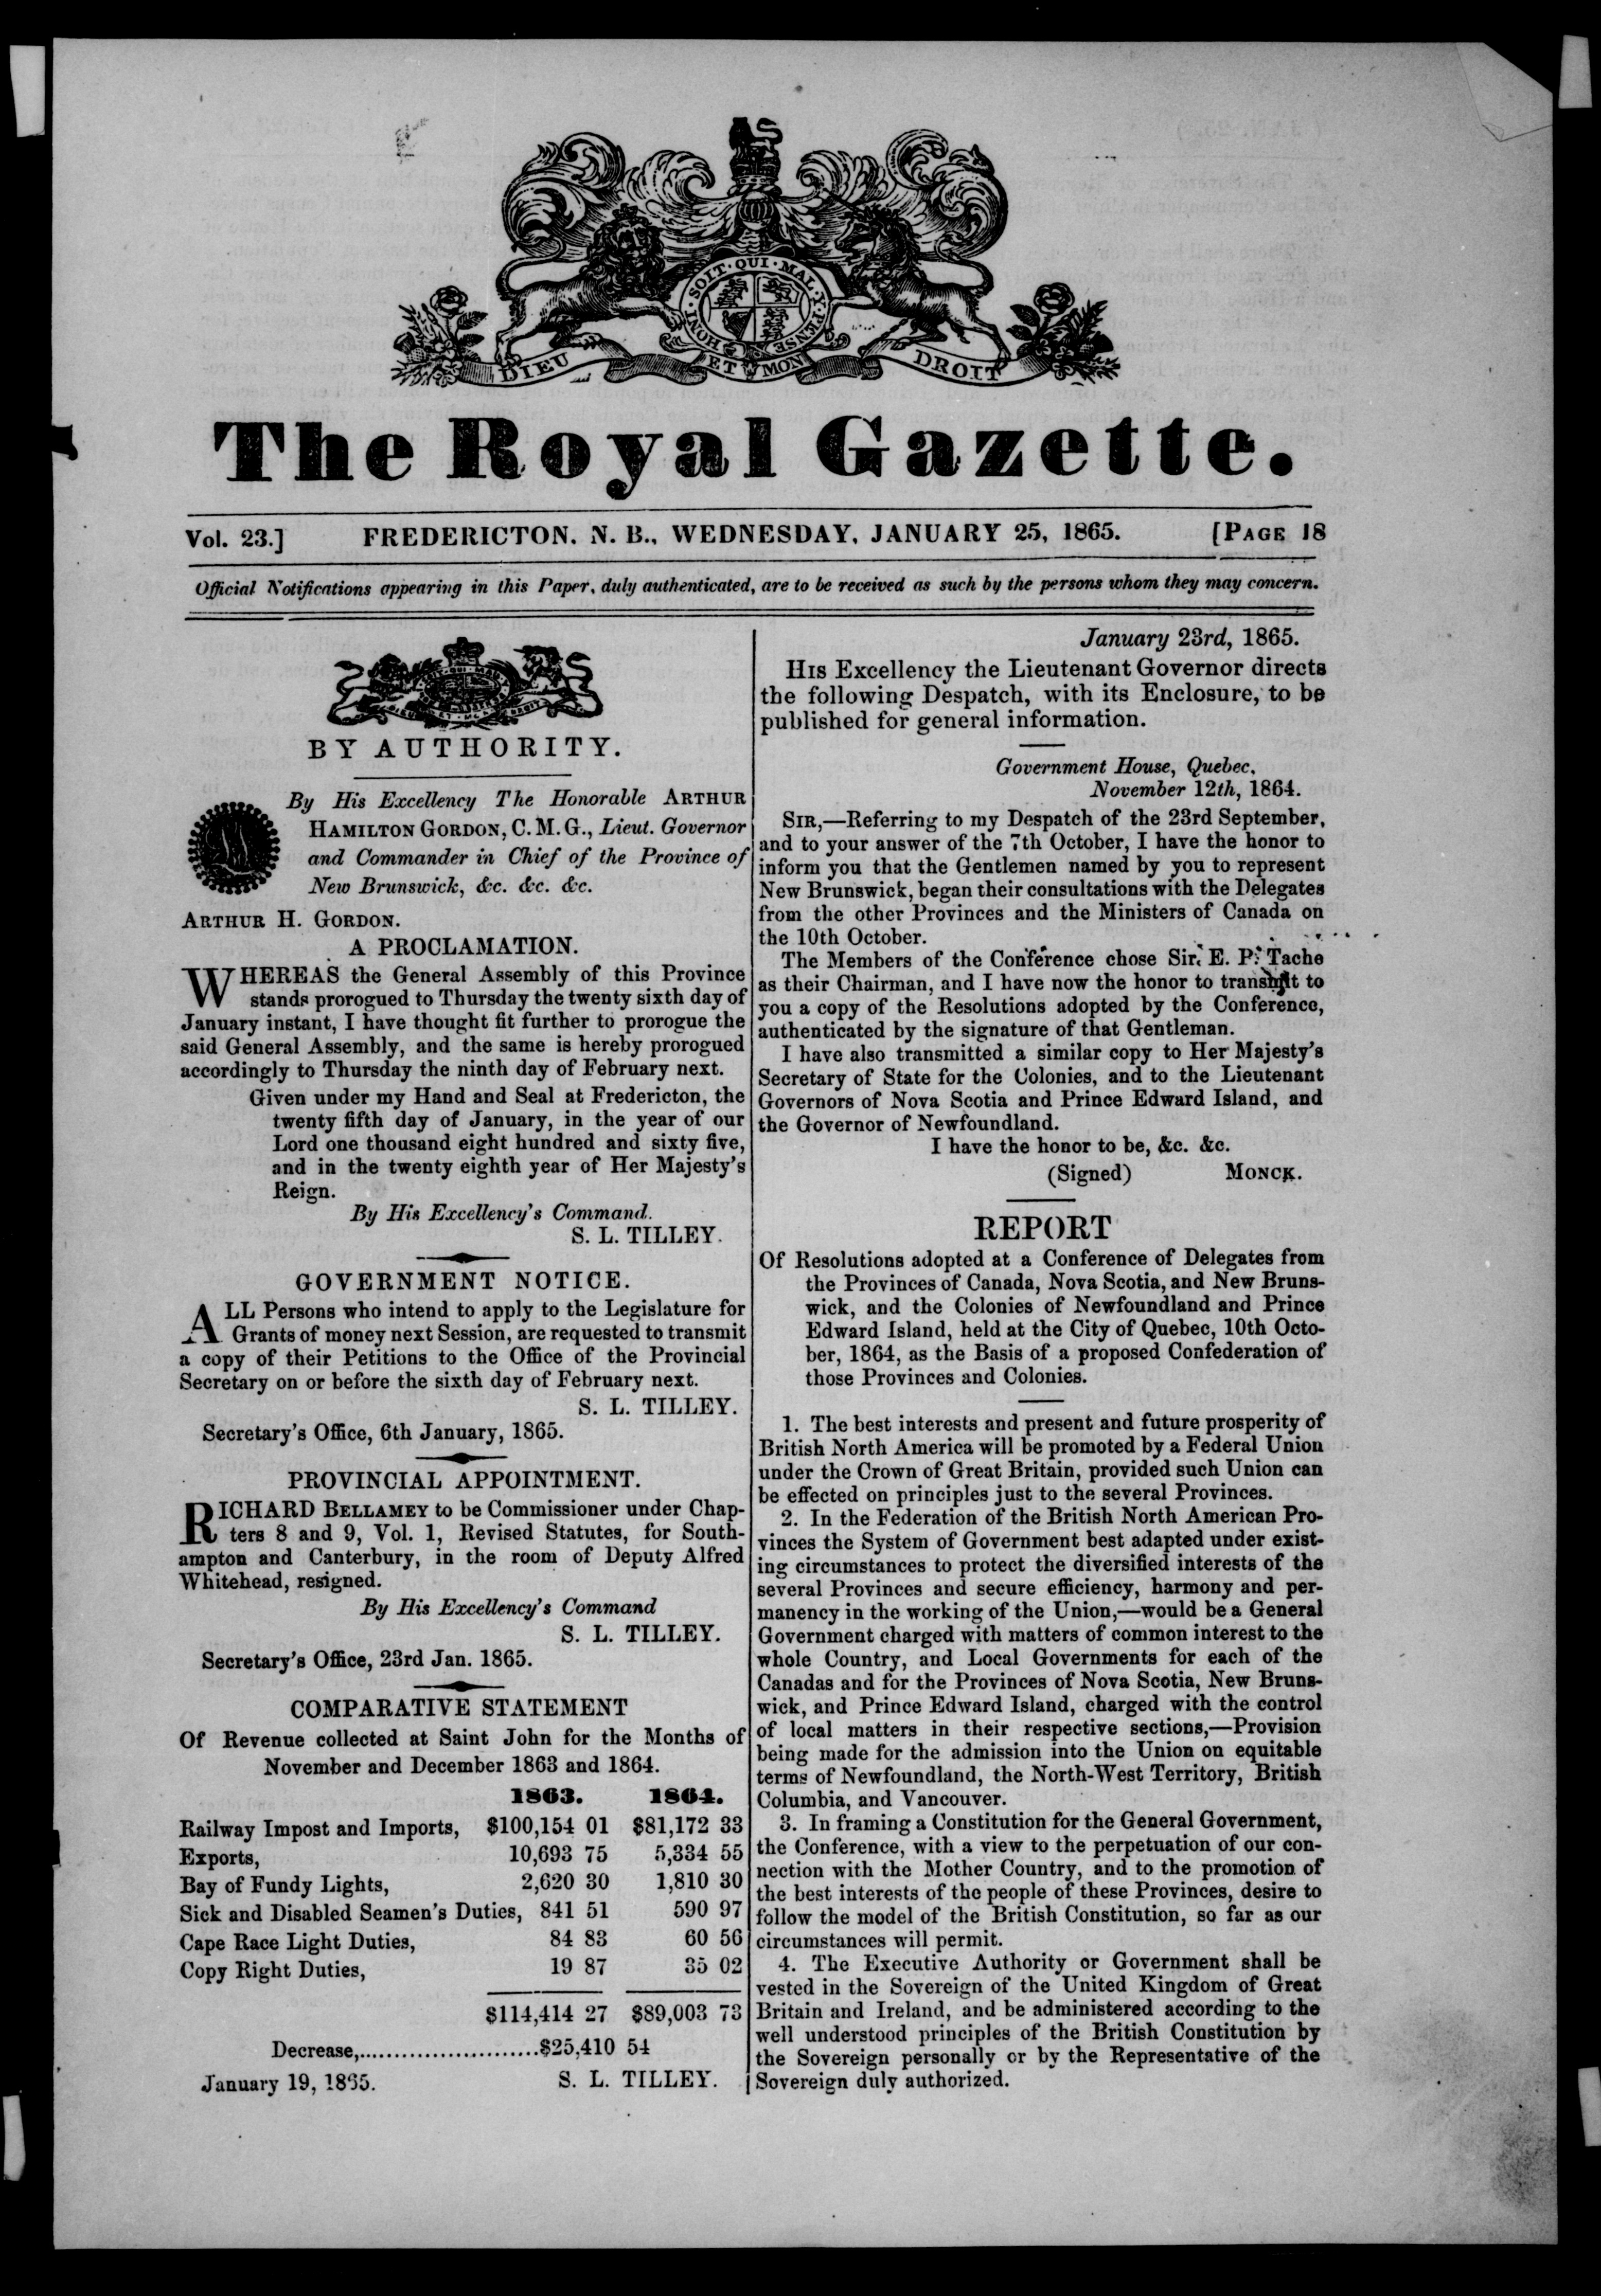 HONI · SOIT · QUI · MAL · Y · PENSE
DIEU ET MON DROIT
The Royal Gazette.
Vol. 23.] FREDERICTON, N. B., WEDNESDAY, JANUARY 25, 1865. [PAGE 18
Official Notifications appearing in this Paper, duly authenticated, are to be received as such by the persons whom they may concern.
BY AUTHORITY.
By His Excellency The Honorable ARTHUR
HAMILTON GORDON, C. M. G., Lieut. Governor
and Commander in Chief of the Province of
New Brunswick, &c. &c. &c.
ARTHUR H. GORDON.
A PROCLAMATION.
WHEREAS the General Assembly of this Province
stands prorogued to Thursday the twenty sixth day of
January instant, I have thought fit further to prorogue the
said General Assembly, and the same is hereby prorogued
accordingly to Thursday the ninth day of February next.
Given under my Hand and Seal at Fredericton, the
twenty fifth day of January, in the year of our
Lord one thousand eight hundred and sixty five,
and in the twenty eighth year of Her Majesty's
Reign.
By His Excellency's Command.
S. L. TILLEY.
GOVERNMENT NOTICE.
ALL Persons who intend to apply to the Legislature for
Grants of money next Session, are requested to transmit
a copy of their Petitions to the Office of the Provincial
Secretary on or before the sixth day of February next.
S. L. TILLEY.
Secretary's Office, 6th January, 1865.
PROVINCIAL APPOINTMENT.
RICHARD BELLAMEY to be Commissioner under Chap-
ters 8 and 9, Vol. 1, Revised Statutes, for South-
ampton and Canterbury, in the room of Deputy Alfred
Whitehead, resigned.
By His Excellency's Command
S. L. TILLEY.
Secretary's Office, 23rd Jan. 1865.
COMPARATIVE STATEMENT
Of Revenue collected at Saint John for the Months of
November and December 1863 and 1864.
1863. 1864.
Railway Impost and Imports, $100,154 01 $81,172 33
Exports, 10,693 75 5,334 55
Bay of Fundy Lights, 2,620 30 1,810 30
Sick and Disabled Seamen's Duties, 841 51 590 97
Cape Race Light Duties, 84 83 60 56
Copy Right Duties, 19 87 35 02
$114,414 27 $89,003 73
Decrease,...........................$25,410 54
January 19, 1865. S. L. TILLEY.
January 23rd, 1865.
HIS Excellency the Lieutenant Governor directs
the following Despatch, with its Enclosure, to be
published for general information.
Government House, Quebec,
November 12th, 1864.
SIR,—Referring to my Despatch of the 23rd September,
and to your answer of the 7th October, I have the honor to
inform you that the Gentlemen named by you to represent
New Brunswick, began their consultations with the Delegates
from the other Provinces and the Ministers of Canada on
the 10th October.
The Members of the Conference chose Sir E. P. Tache
as their Chairman, and I have now the honor to transmit to
you a copy of the Resolutions adopted by the Conference,
authenticated by the signature of that Gentleman.
I have also transmitted a similar copy to Her Majesty's
Secretary of State for the Colonies, and to the Lieutenant
Governors of Nova Scotia and Prince Edward Island, and
the Governor of Newfoundland.
I have the honor to be, &c. &c.
(Signed) MONCK.
REPORT
Of Resolutions adopted at a Conference of Delegates from
the Provinces of Canada, Nova Scotia, and New Bruns-
wick, and the Colonies of Newfoundland and Prince
Edward Island, held at the City of Quebec, 10th Octo-
ber, 1864, as the Basis of a proposed Confederation of
those Provinces and Colonies.
1. The best interests and present and future prosperity of
British North America will be promoted by a Federal Union
under the Crown of Great Britain, provided such Union can
be effected on principles just to the several Provinces.
2. In the Federation of the British North American Pro-
vinces the System of Government best adapted under exist-
ing circumstances to protect the diversified interests of the
several Provinces and secure efficiency, harmony and per-
manency in the working of the Union,—would be a General
Government charged with matters of common interest to the
whole Country, and Local Governments for each of the
Canadas and for the Provinces of Nova Scotia, New Bruns-
wick, and Prince Edward Island, charged with the control
of local matters in their respective sections,—Provision
being made for the admission into the Union on equitable
terms of Newfoundland, the North-West Territory, British
Columbia, and Vancouver.
3. In framing a Constitution for the General Government,
the Conference, with a view to the perpetuation of our con-
nection with the Mother Country, and to the promotion of
the best interests of the people of these Provinces, desire to
follow the model of the British Constitution, so far as our
circumstances will permit.
4. The Executive Authority or Government shall be
vested in the Sovereign of the United Kingdom of Great
Britain and Ireland, and be administered according to the
well understood principles of the British Constitution by
the Sovereign personally or by the Representative of the
Sovereign duly authorized.